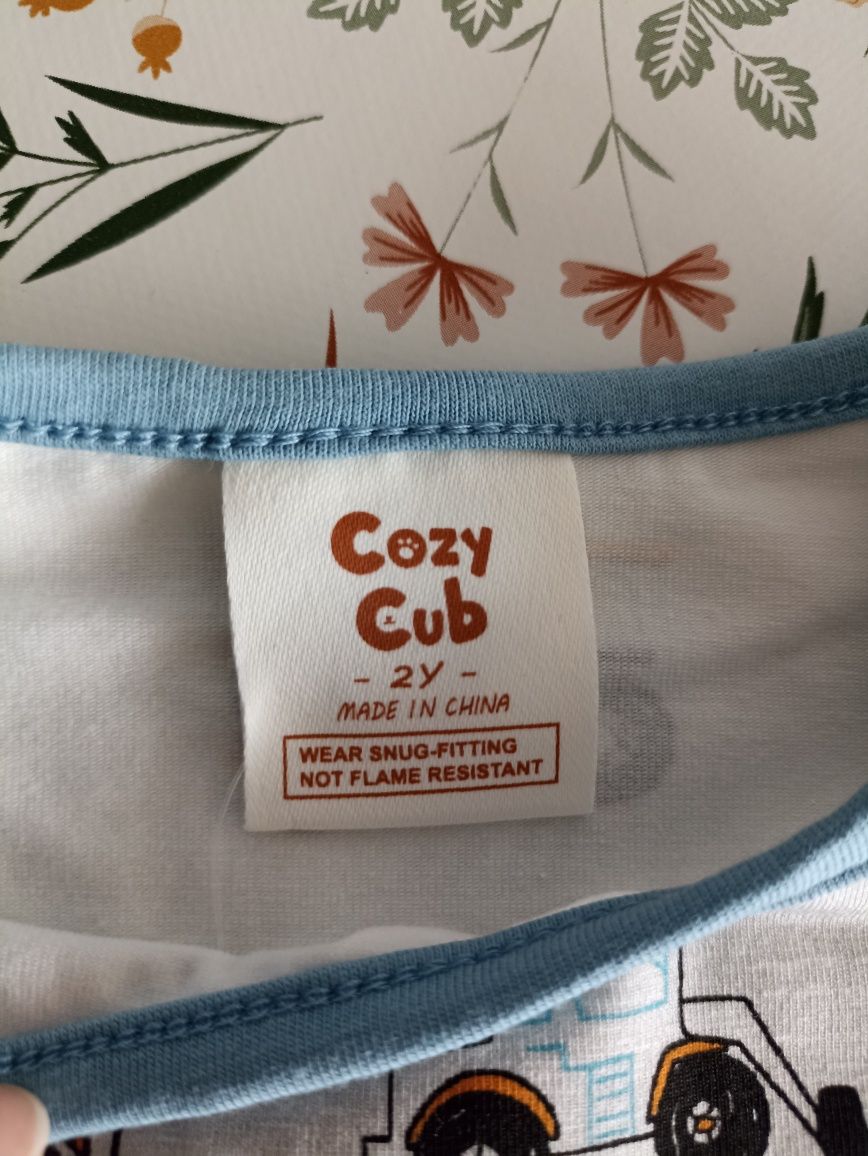 Cozy
Cub
- 2Y -
MADE IN CHINA
WEAR SNUG-FITTING
NOT FLAME RESISTANT